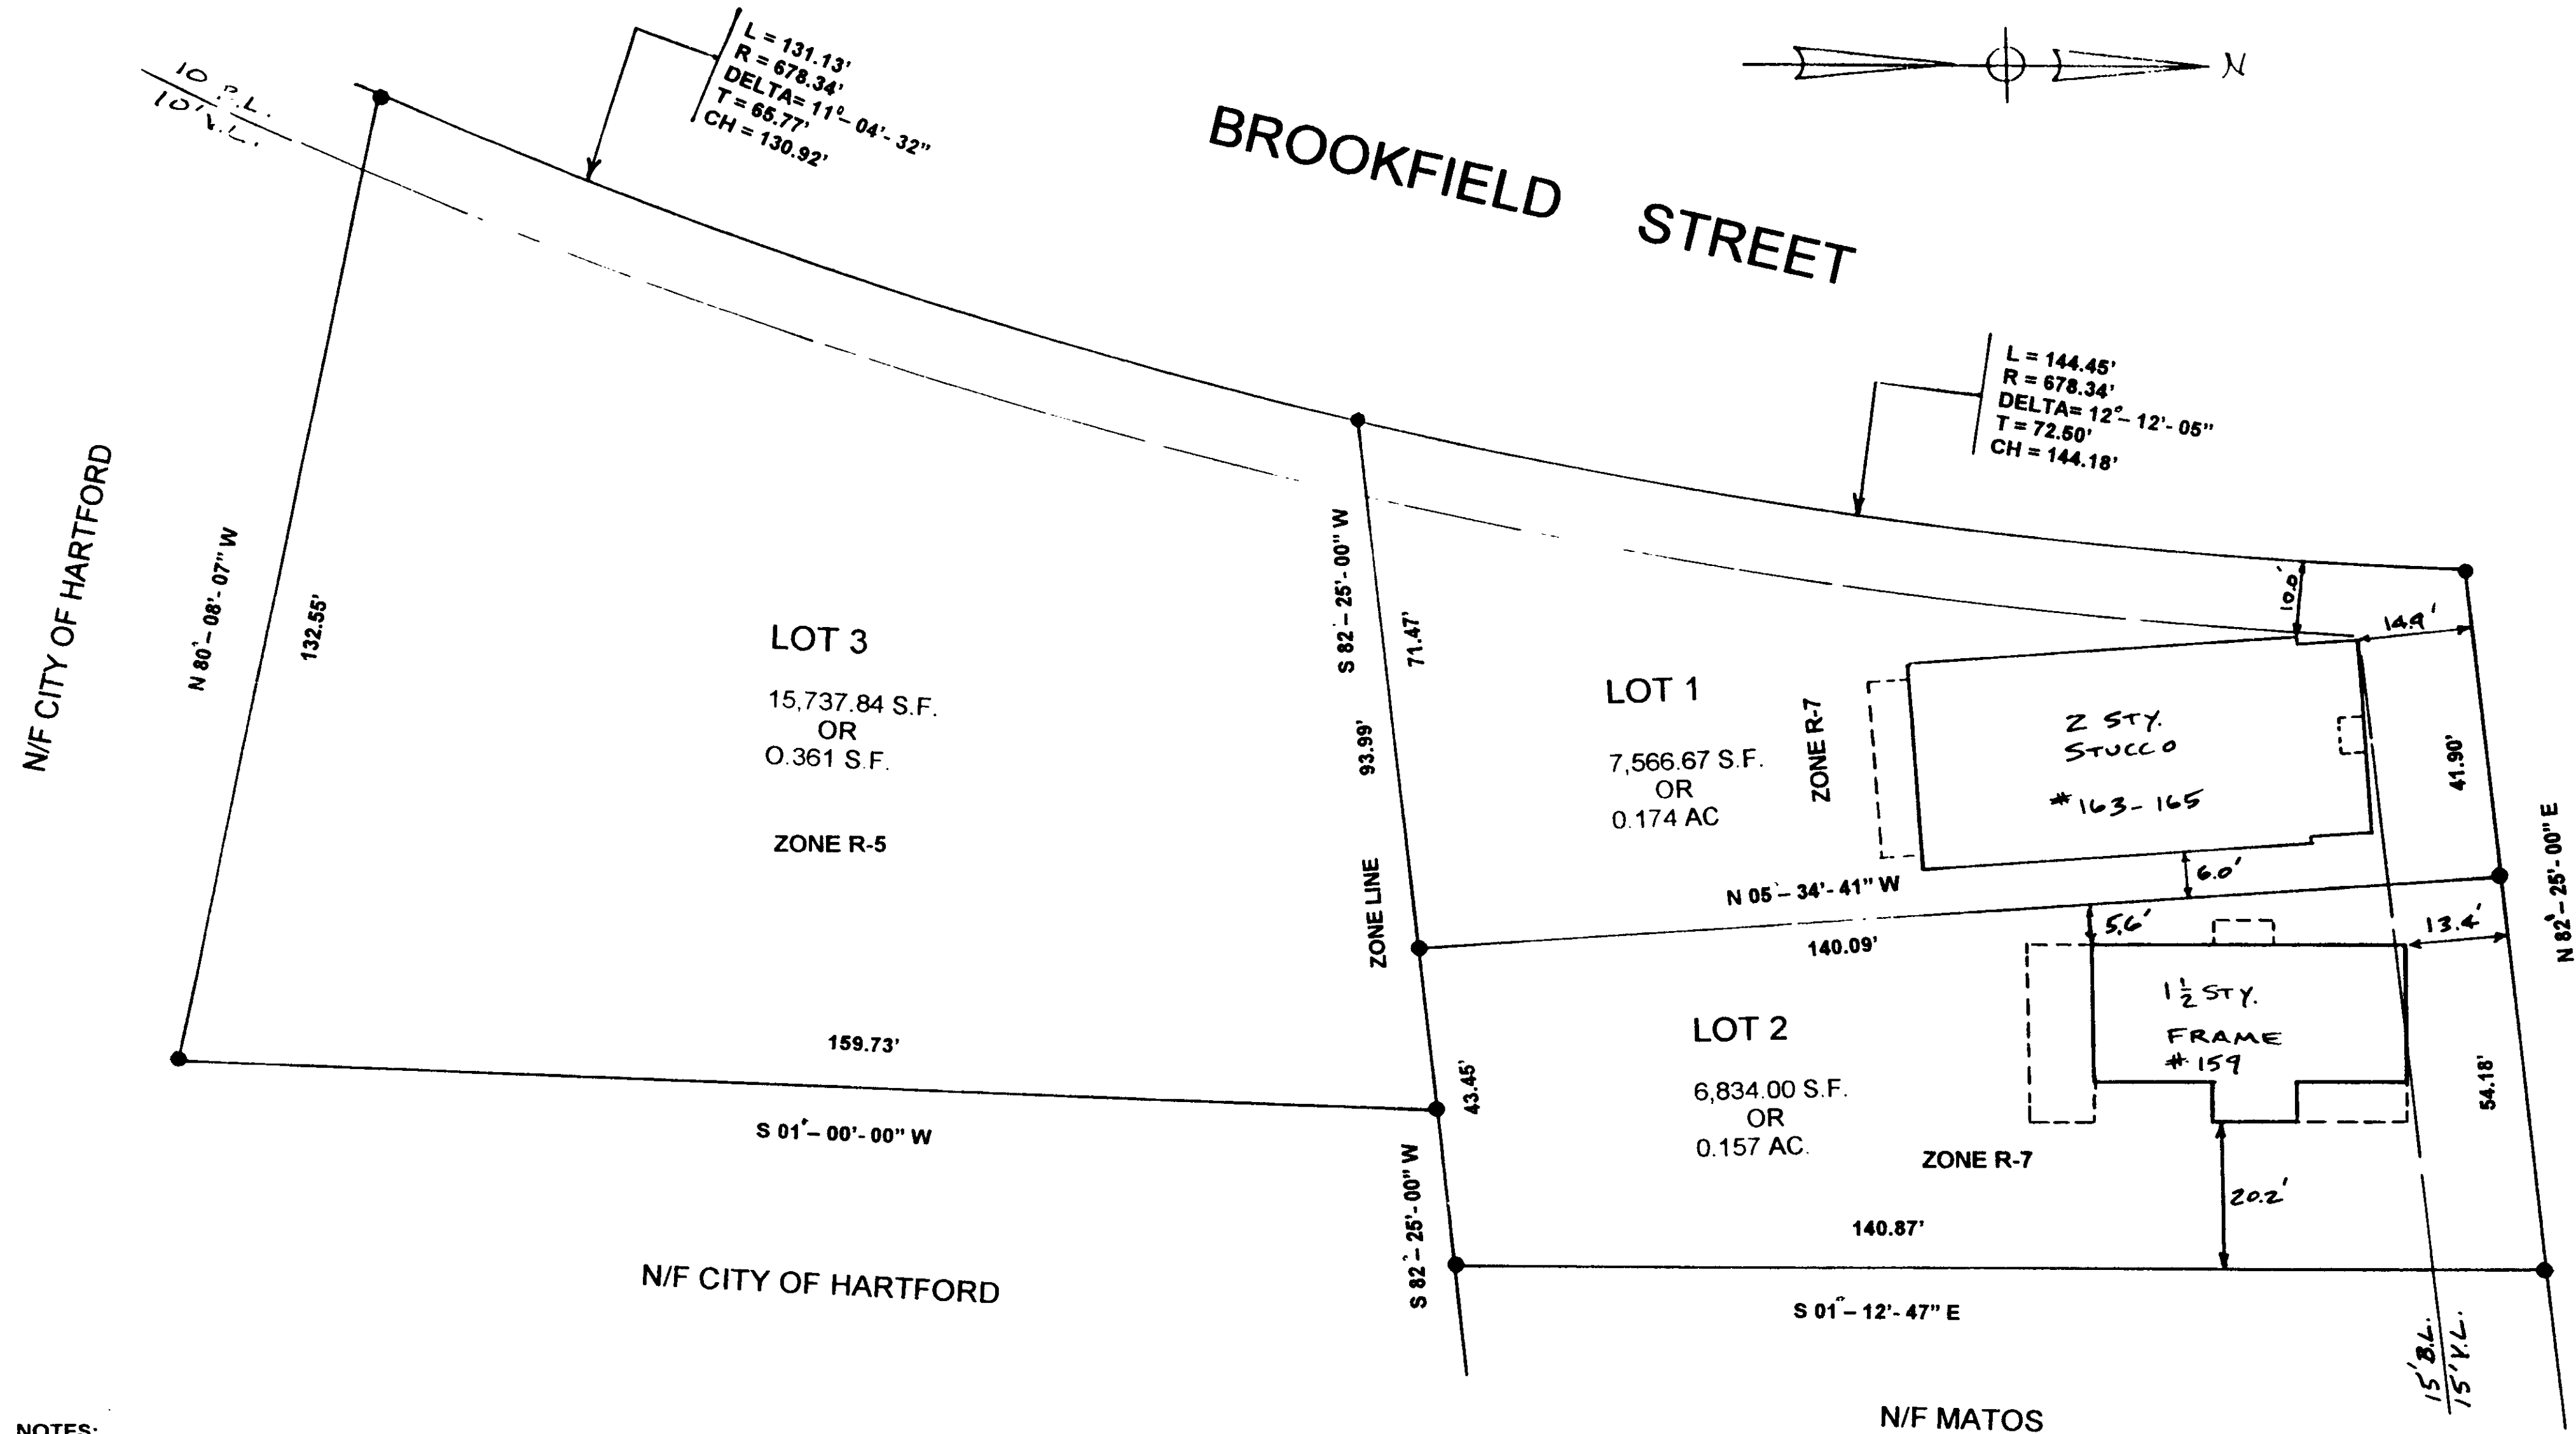 L = 131.13'
R = 678.34'
DELTA= 11°- 04'- 32"
T = 65.77'
CH = 130.92'
N
BROOKFIELD STREET
10'
L = 144.45'
R = 678.34'
DELTA= 12°- 12'- 05"
T = 72.50'
CH = 144.18'
N/F CITY OF HARTFORD
N 80°- 08'- 07" W
132.55'
LOT 3
15,737.84 S.F.
OR
O.361 S.F.
ZONE R-5
S 82°- 25'- 00" W
71.47'
93.99'
ZONE LINE
LOT 1
7,566.67 S.F.
OR
0.174 AC
ZONE R-7
2 STY.
STUCCO
# 163-165
10.0'
14.9'
41.90'
N 82°- 25'- 00" E
6.0'
N 05°- 34'- 41" W
140.09'
5.6'
13.4'
1 1/2 STY.
FRAME
# 159
LOT 2
6,834.00 S.F.
OR
0.157 AC.
ZONE R-7
54.18'
159.73'
S 01°- 00'- 00" W
43.45'
S 82°- 25'- 00" W
20.2'
140.87'
S 01°- 12'- 47" E
N/F CITY OF HARTFORD
15' B.L.
15' V.L.
N/F MATOS
NOTES: